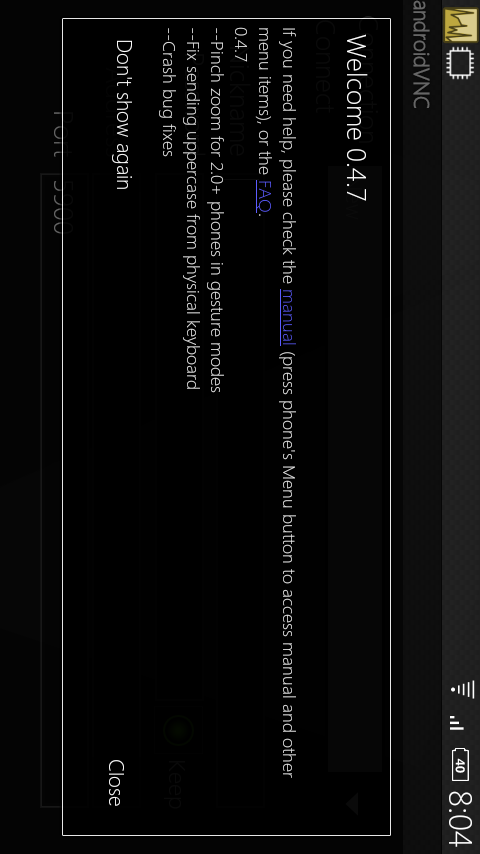 40 8:04
androidVNC
Connect
Welcome 0.4.7
If you need help, please check the manual (press phone's Menu button to access manual and other
menu items), or the FAQ.
0.4.7
--Pinch zoom for 2.0+ phones in gesture modes
--Fix sending uppercase from physical keyboard
--Crash bug fixes
Keep
Don't show again
Close
Port 5900